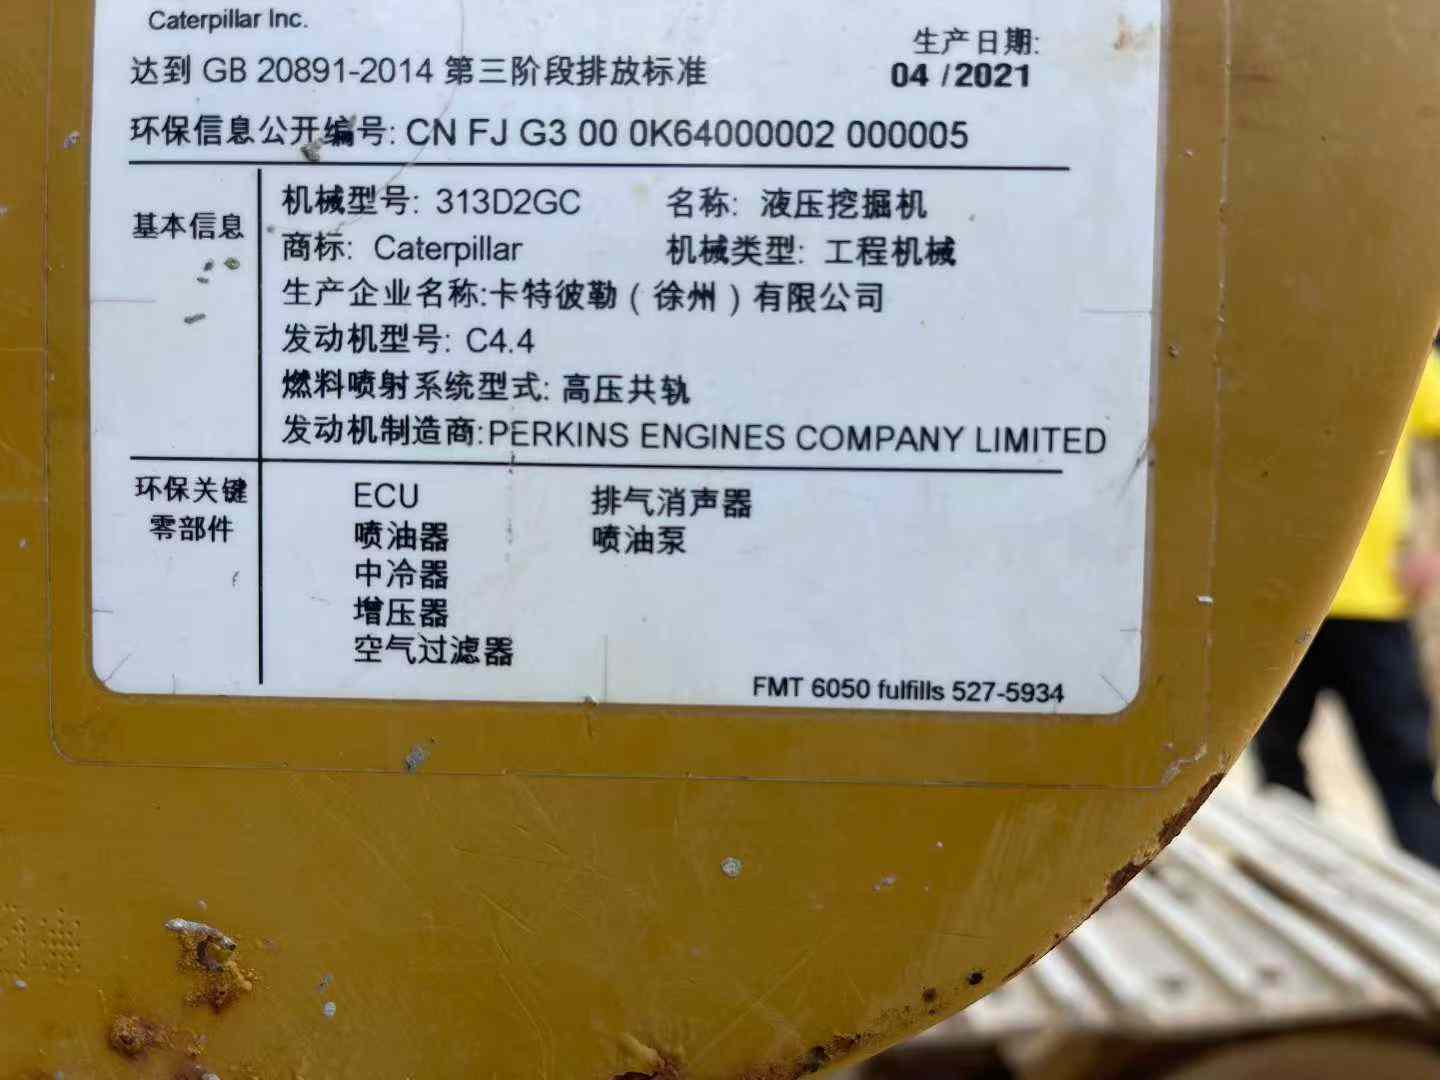 Caterpillar Inc.
生产日期:
达到 GB 20891-2014 第三阶段排放标准
04 /2021
环保信息公开编号: CN FJ G3 00 0K64000002 000005
基本信息
机械型号: 313D2GC 名称: 液压挖掘机
商标: Caterpillar 机械类型: 工程机械
生产企业名称:卡特彼勒（徐州）有限公司
发动机型号: C4.4
燃料喷射系统型式: 高压共轨
发动机制造商:PERKINS ENGINES COMPANY LIMITED
环保关键
零部件
ECU 排气消声器
喷油器 喷油泵
中冷器
增压器
空气过滤器
FMT 6050 fulfills 527-5934